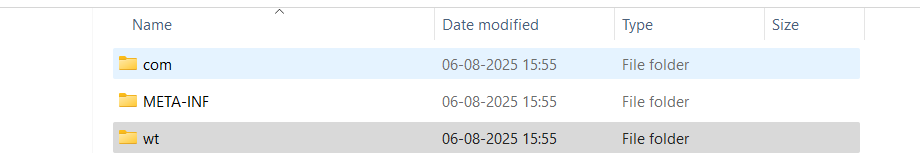 Name Date modified Type Size
com 06-08-2025 15:55 File folder
META-INF 06-08-2025 15:55 File folder
wt 06-08-2025 15:55 File folder